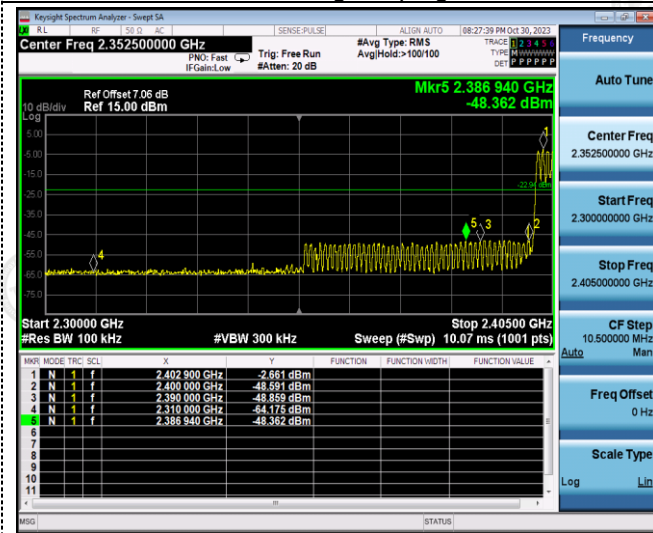 Keysight Spectrum Analyzer - Swept SA
RL RF 50 Ω AC SENSE:PULSE ALIGN AUTO 08:27:39 PM Oct 30, 2023
Center Freq 2.352500000 GHz
PNO: Fast
IFGain:Low
Trig: Free Run
#Atten: 20 dB
#Avg Type: RMS
Avg|Hold:>100/100
TRACE 1 2 3 4 5 6
TYPE MWWWWW
DET P P P P P P
Frequency
Auto Tune
Center Freq
2.352500000 GHz
Start Freq
2.300000000 GHz
Stop Freq
2.405000000 GHz
CF Step
10.500000 MHz
Auto Man
Freq Offset
0 Hz
Scale Type
Log Lin
Mkr5 2.386 940 GHz
-48.362 dBm
Ref Offset 7.06 dB
10 dB/div Ref 15.00 dBm
Log
5.00
-5.00
-15.0
-25.0
-35.0
-45.0
-55.0
-65.0
-75.0
1
-22.94 dBm
5 3 2
4
Start 2.30000 GHz Stop 2.40500 GHz
#Res BW 100 kHz #VBW 300 kHz Sweep (#Swp) 10.07 ms (1001 pts)
MKR MODE TRC SCL X Y FUNCTION FUNCTION WIDTH FUNCTION VALUE
1 N 1 f 2.402 900 GHz -2.661 dBm
2 N 1 f 2.400 000 GHz -48.591 dBm
3 N 1 f 2.390 000 GHz -48.859 dBm
4 N 1 f 2.310 000 GHz -64.175 dBm
5 N 1 f 2.386 940 GHz -48.362 dBm
6
7
8
9
10
11
MSG STATUS